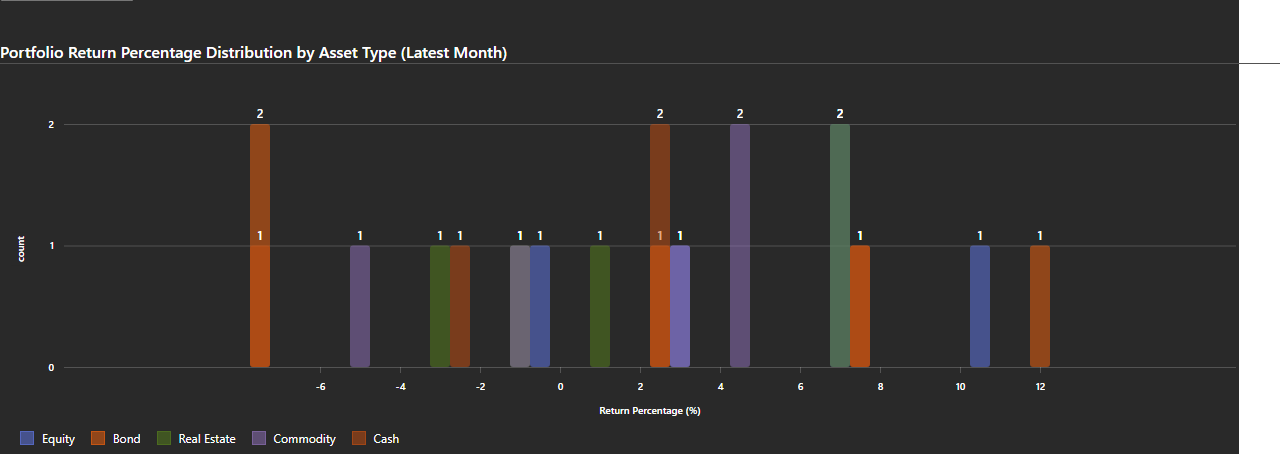 Portfolio Return Percentage Distribution by Asset Type (Latest Month)
2 2 2 2
2
1 1 1 1 1 1 1 1 1 1 1 1
1
count
0
-6 -4 -2 0 2 4 6 8 10 12
Return Percentage (%)
Equity Bond Real Estate Commodity Cash